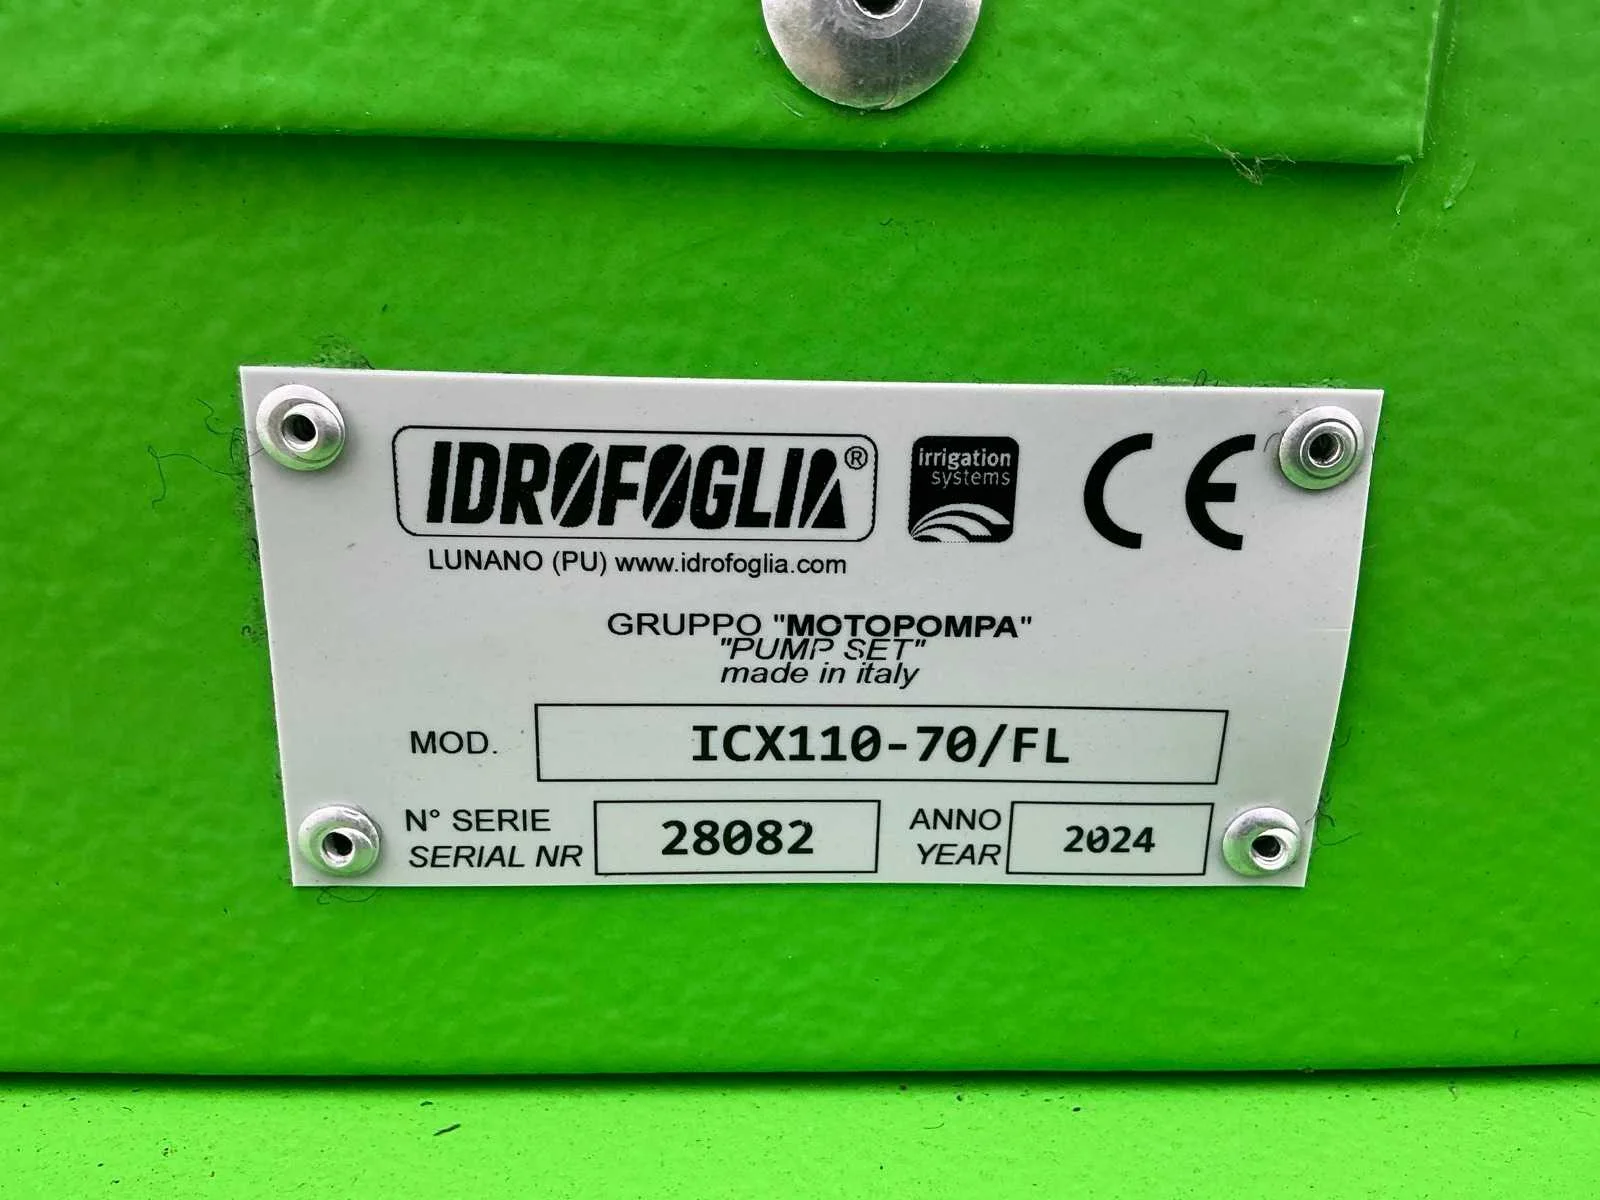 IDROFOGLIA®
irrigation
systems
CE
LUNANO (PU) www.idrofoglia.com
GRUPPO "MOTOPOMPA"
"PUMP SET"
made in italy
MOD. ICX110-70/FL
N° SERIE
SERIAL NR
28082
ANNO
YEAR
2024